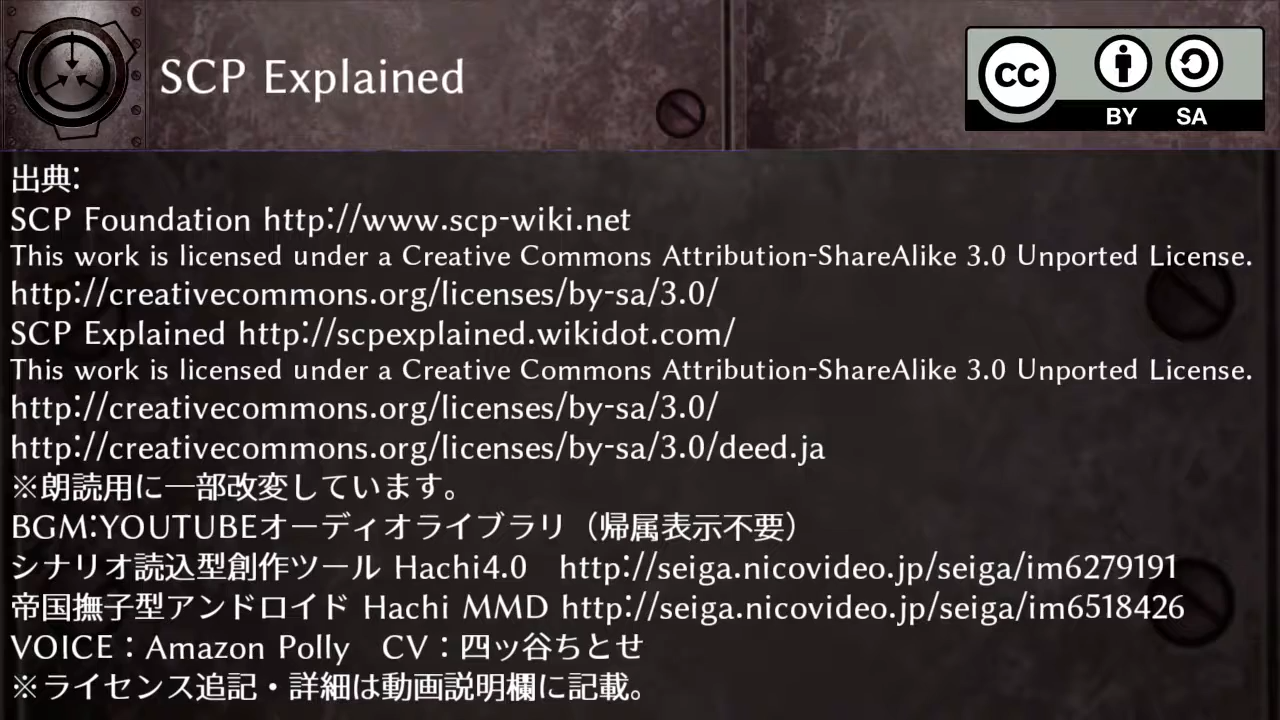 SCP Explained
CC
BY SA
出典:
SCP Foundation http://www.scp-wiki.net
This work is licensed under a Creative Commons Attribution-ShareAlike 3.0 Unported License.
http://creativecommons.org/licenses/by-sa/3.0/
SCP Explained http://scpexplained.wikidot.com/
This work is licensed under a Creative Commons Attribution-ShareAlike 3.0 Unported License.
http://creativecommons.org/licenses/by-sa/3.0/
http://creativecommons.org/licenses/by-sa/3.0/deed.ja
※朗読用に一部改変しています。
BGM:YOUTUBEオーディオライブラリ（帰属表示不要）
シナリオ読込型創作ツール Hachi4.0　http://seiga.nicovideo.jp/seiga/im6279191
帝国撫子型アンドロイド Hachi MMD http://seiga.nicovideo.jp/seiga/im6518426
VOICE：Amazon Polly　CV：四ッ谷ちとせ
※ライセンス追記・詳細は動画説明欄に記載。